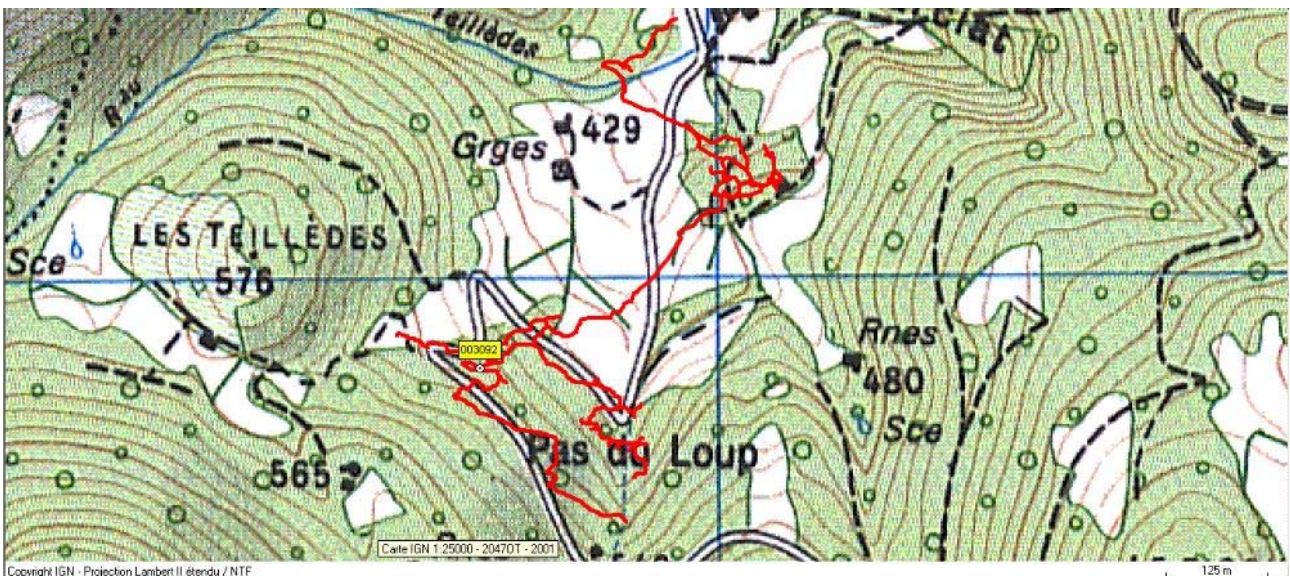 Teillèdes
Rau
429
Grges
LES TEILLÈDES
Sce
576
003092
Rnes
480
Sce
Pas du Loup
565
Carte IGN 1:25000 - 2047OT - 2001
Copyright IGN - Projection Lambert II étendu / NTF
125 m